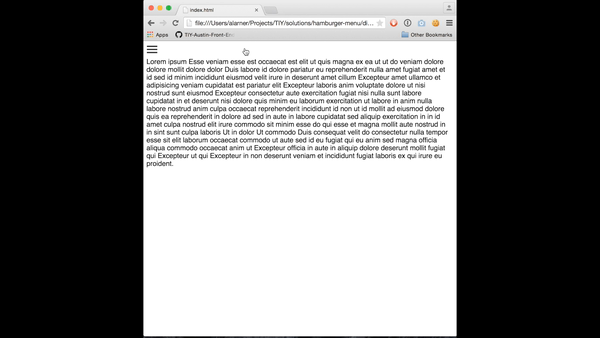 index.html
file:///Users/alarner/Projects/TIY/solutions/hamburger-menu/di...
Apps TIY-Austin-Front-En Other Bookmarks
Lorem ipsum Esse veniam esse est occaecat est elit ut quis magna ex ea ut ut do veniam dolore
dolore mollit dolore dolor Duis labore id dolore pariatur eu reprehenderit nulla amet fugiat amet et
id sed id minim incididunt eiusmod velit irure in deserunt amet cillum Excepteur amet ullamco et
adipisicing veniam cupidatat est pariatur elit Excepteur laboris anim voluptate dolore ut nisi
nostrud sunt eiusmod Excepteur consectetur aute exercitation fugiat nisi nulla sunt labore
cupidatat in et deserunt nisi dolore quis minim eu laborum exercitation ut labore in anim nulla
labore nostrud anim culpa occaecat reprehenderit incididunt id non ut id mollit ad eiusmod dolore
quis ea reprehenderit in dolore ad sed in aute in labore cupidatat sed aliquip exercitation in in id
amet culpa nostrud elit irure commodo sit minim esse do qui esse et magna mollit aute nostrud in
in sint sunt culpa laboris Ut in dolor Ut commodo Duis consequat velit do consectetur nulla tempor
esse sit elit laborum occaecat commodo ut aute sed id eu fugiat qui eu anim sed magna officia
aliqua commodo occaecat anim ut Excepteur officia in aute in aliquip dolore deserunt mollit fugiat
qui Excepteur ut qui Excepteur in non deserunt veniam et incididunt fugiat laboris ex qui irure eu
proident.